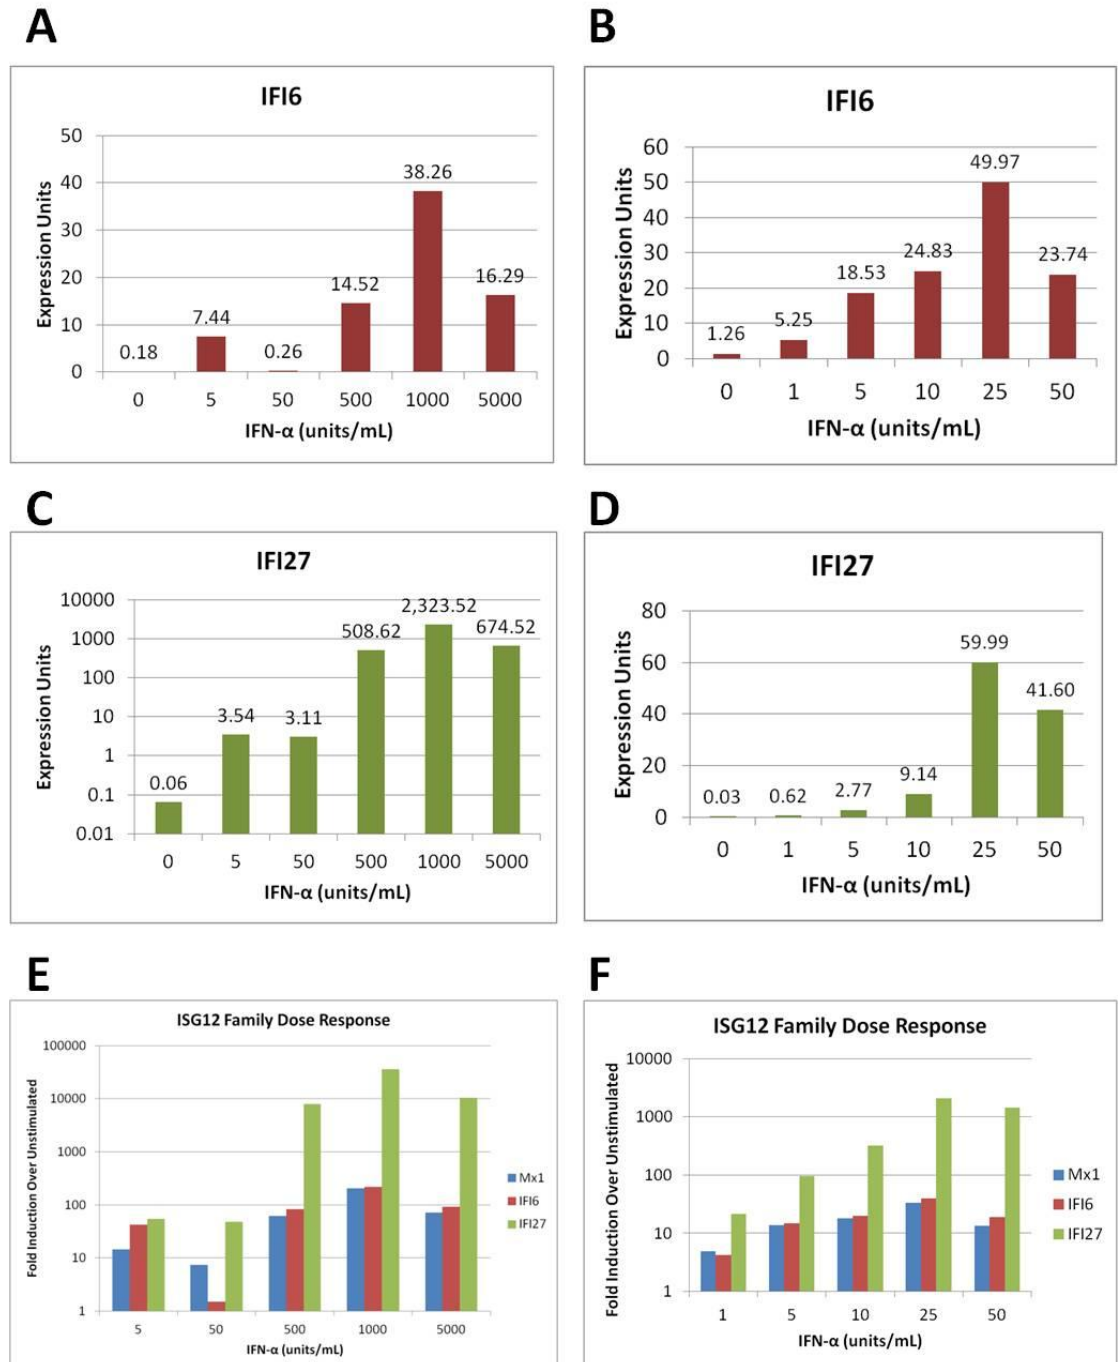 A
IFI6
Expression Units
50
40
30
20
10
0
0.18
7.44
0.26
14.52
38.26
16.29
0 5 50 500 1000 5000
IFN-α (units/mL)
B
IFI6
Expression Units
60
50
40
30
20
10
0
1.26
5.25
18.53
24.83
49.97
23.74
0 1 5 10 25 50
IFN-α (units/mL)
C
IFI27
Expression Units
10000
1000
100
10
1
0.1
0.01
0.06
3.54
3.11
508.62
2,323.52
674.52
0 5 50 500 1000 5000
IFN-α (units/mL)
D
IFI27
Expression Units
80
60
40
20
0
0.03
0.62
2.77
9.14
59.99
41.60
0 1 5 10 25 50
IFN-α (units/mL)
E
ISG12 Family Dose Response
Fold Induction Over Unstimulated
100000
10000
1000
100
10
1
5 50 500 1000 5000
IFN-α (units/mL)
Mx1
IFI6
IFI27
F
ISG12 Family Dose Response
Fold Induction Over Unstimulated
10000
1000
100
10
1
1 5 10 25 50
IFN-α (units/mL)
Mx1
IFI6
IFI27